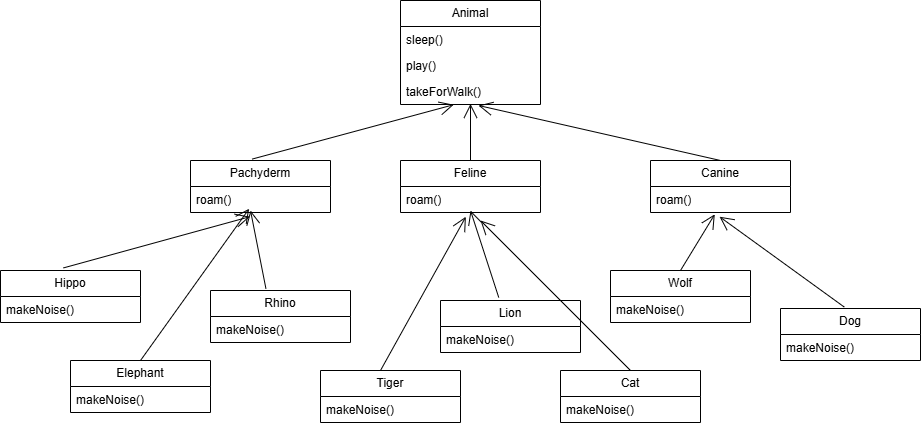 Animal
sleep()
play()
takeForWalk()
Pachyderm
roam()
Feline
roam()
Canine
roam()
Hippo
makeNoise()
Rhino
makeNoise()
Elephant
makeNoise()
Lion
makeNoise()
Tiger
makeNoise()
Cat
makeNoise()
Wolf
makeNoise()
Dog
makeNoise()